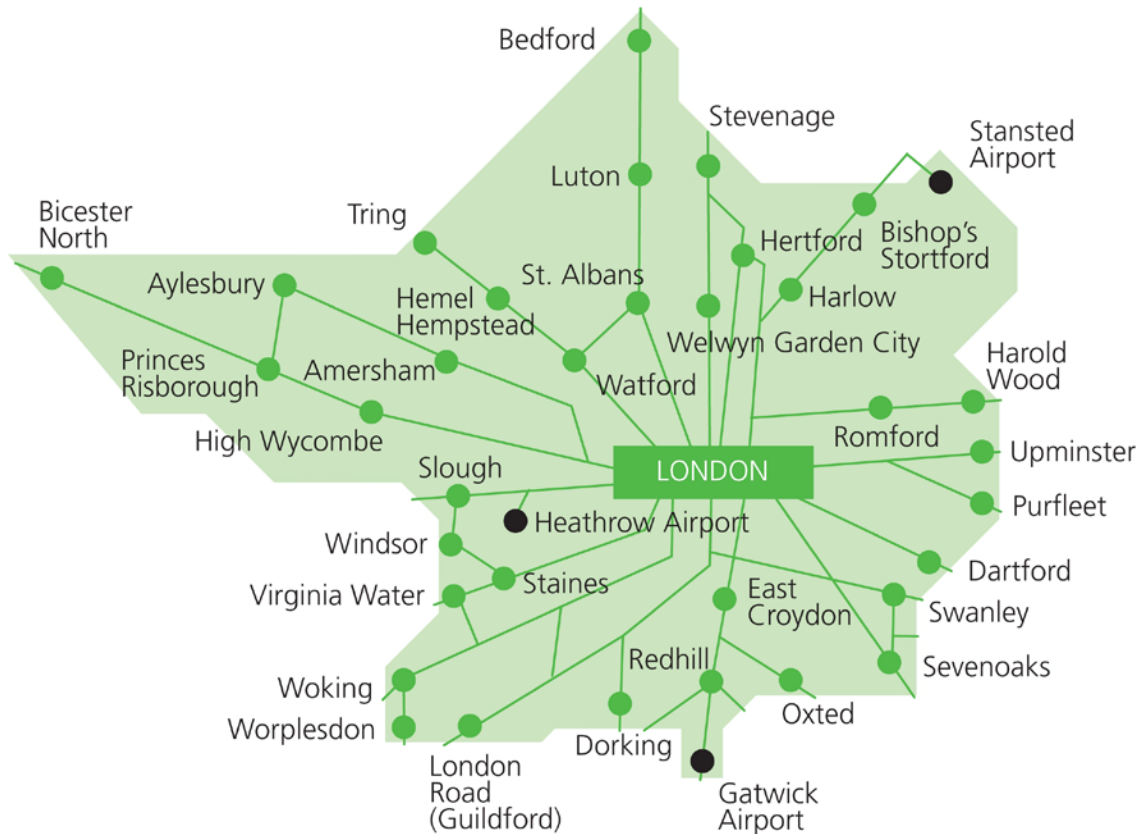 Bedford
Stevenage
Stansted
Airport
Luton
Bicester
North
Tring
Hertford
Bishop's
Stortford
Aylesbury
St. Albans
Hemel
Hempstead
Harlow
Welwyn Garden City
Princes
Risborough
Amersham
Watford
Harold
Wood
High Wycombe
Romford
Slough
LONDON
Upminster
Heathrow Airport
Purfleet
Windsor
Dartford
Virginia Water
Staines
East
Croydon
Swanley
Redhill
Sevenoaks
Woking
Oxted
Worplesdon
Dorking
London
Road
(Guildford)
Gatwick
Airport